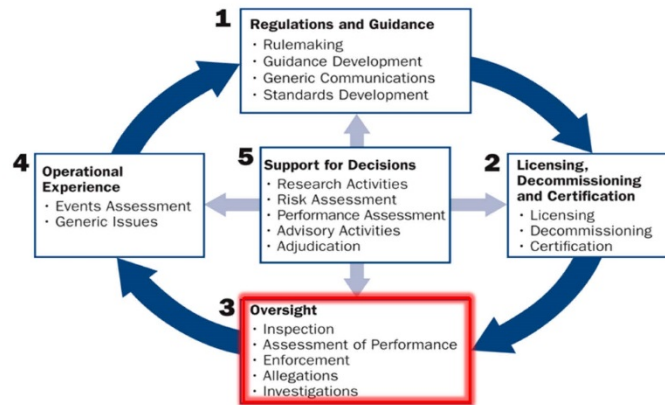 1
Regulations and Guidance
· Rulemaking
· Guidance Development
· Generic Communications
· Standards Development
4
Operational
Experience
· Events Assessment
· Generic Issues
5
Support for Decisions
· Research Activities
· Risk Assessment
· Performance Assessment
· Advisory Activities
· Adjudication
2
Licensing,
Decommissioning
and Certification
· Licensing
· Decommissioning
· Certification
3
Oversight
· Inspection
· Assessment of Performance
· Enforcement
· Allegations
· Investigations